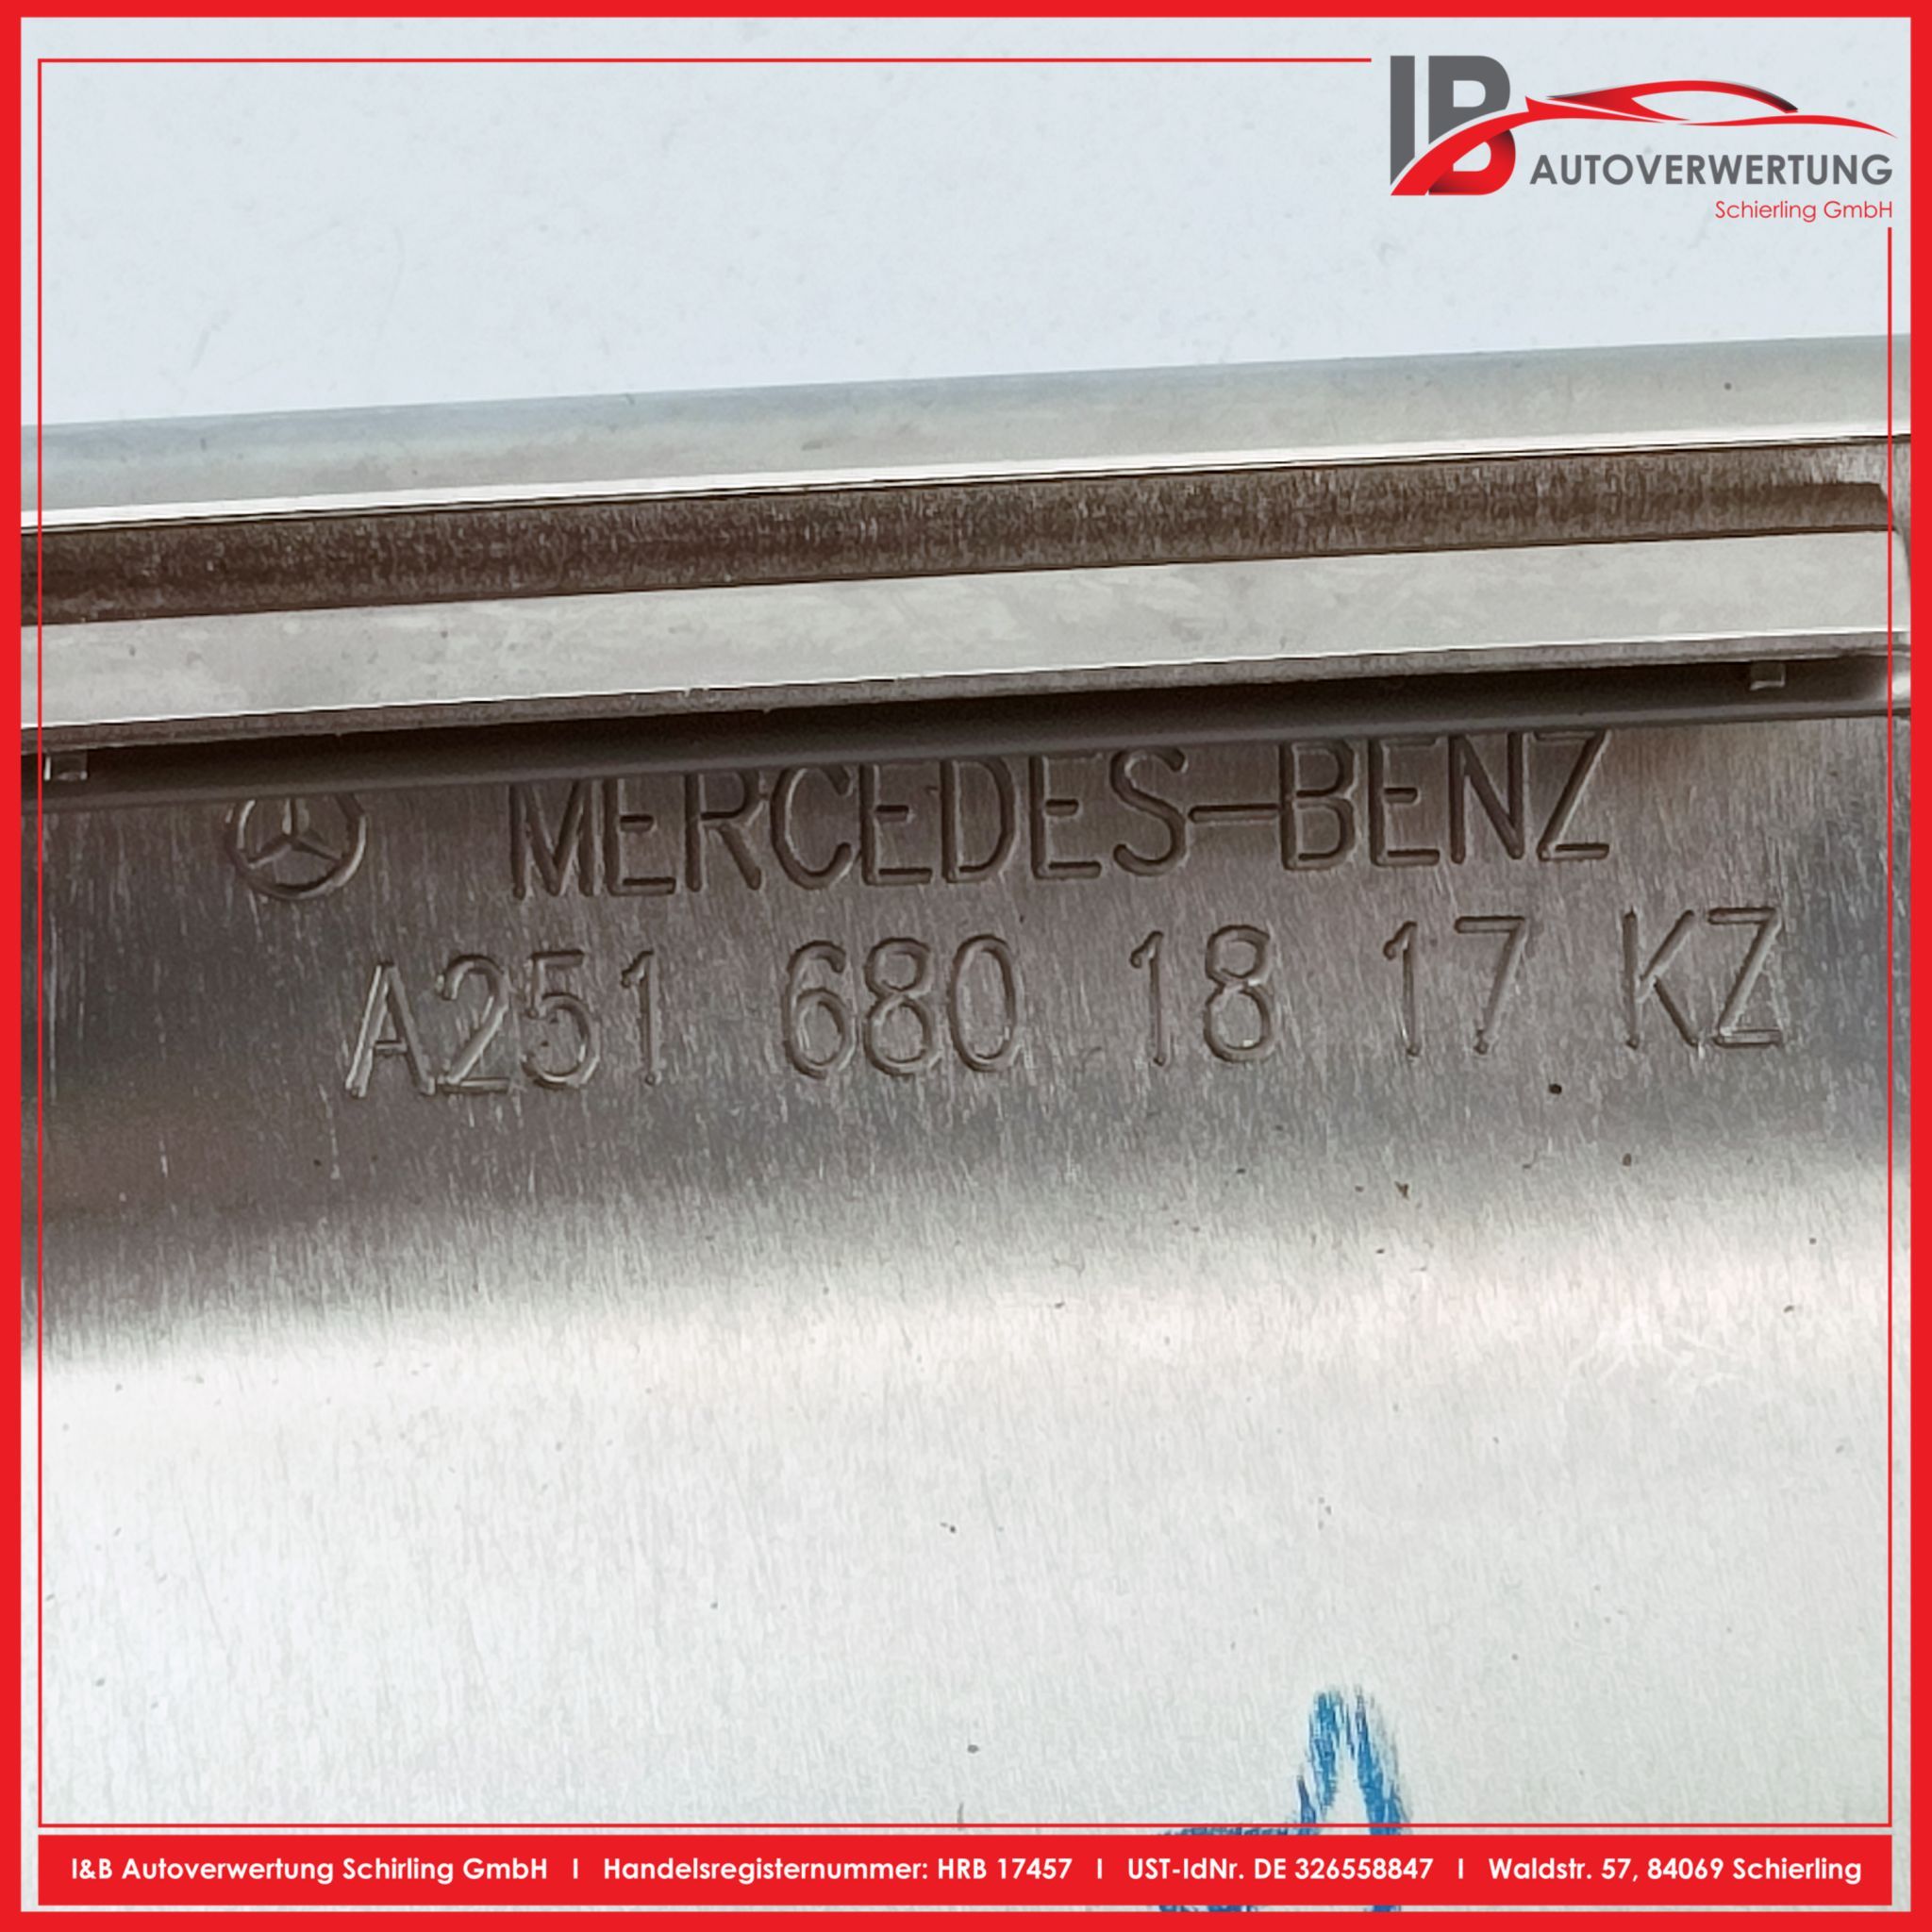 IB
AUTOVERWERTUNG
Schierling GmbH
MERCEDES-BENZ
A251 680 18 17 KZ
I&B Autoverwertung Schirling GmbH | Handelsregisternummer: HRB 17457 | UST-IdNr. DE 326558847 | Waldstr. 57, 84069 Schierling